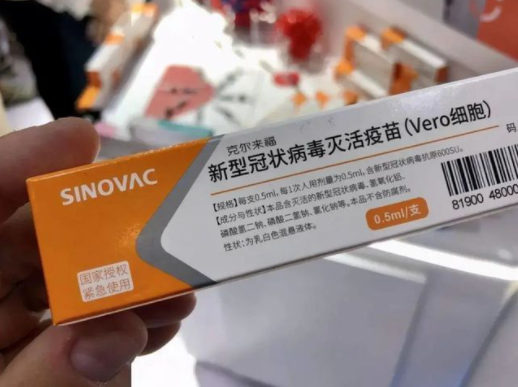 SINOVAC
国家授权
紧急使用
克尔来福
新型冠状病毒灭活疫苗(Vero细胞)
【规格】每支0.5ml,每1次人用剂量为0.5ml,含新型冠状病毒抗原600SU。
【成分与性状】本品含灭活的新型冠状病毒、氢氧化铝、
磷酸氢二钠、磷酸二氢钠、氯化钠等。本品不含防腐剂。
性状:为乳白色混悬液体。
0.5ml/支
码
81900 48000